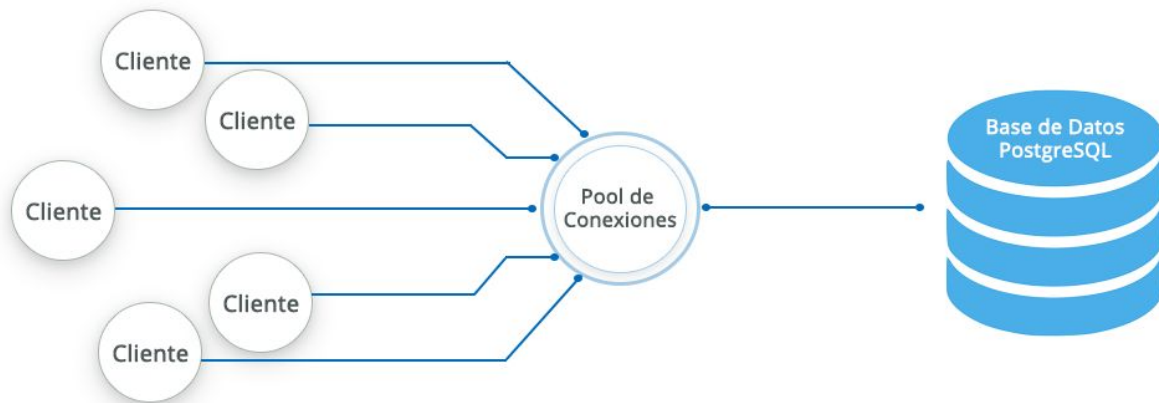 Cliente
Cliente
Cliente
Cliente
Cliente
Pool de
Conexiones
Base de Datos
PostgreSQL